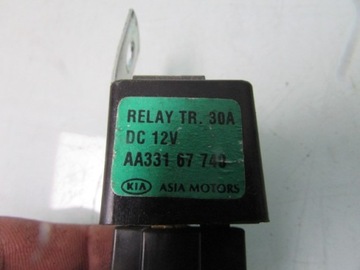 RELAY TR. 30A
DC 12V
AA331 67 740
KIA ASIA MOTORS